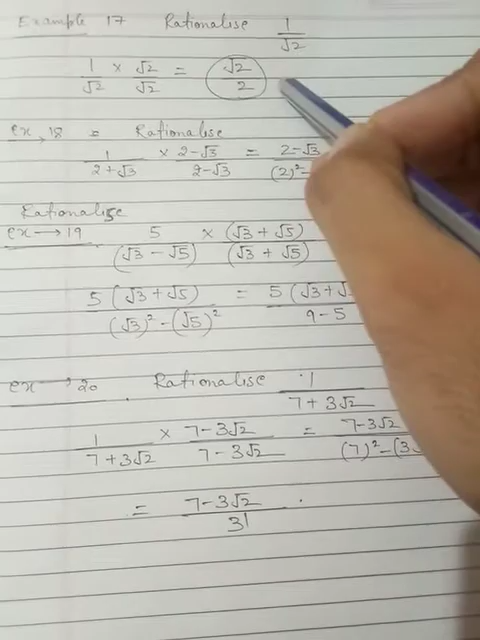 Example 17 Rationalise 1/√2
1/√2 × √2/√2 = √2/2
ex → 18 = Rationalise
1/(2+√3) × (2-√3)/(2-√3) = (2-√3)/((2)²-
Rationalise
ex → 19 5/(√3-√5) × (√3+√5)/(√3+√5)
5(√3+√5)/((√3)²-(√5)²) = 5(√3+√/(9-5)
ex → 20. Rationalise 1/(7+3√2)
1/(7+3√2) × (7-3√2)/(7-3√2) = (7-3√2)/((7)²-(3
= (7-3√2)/31.